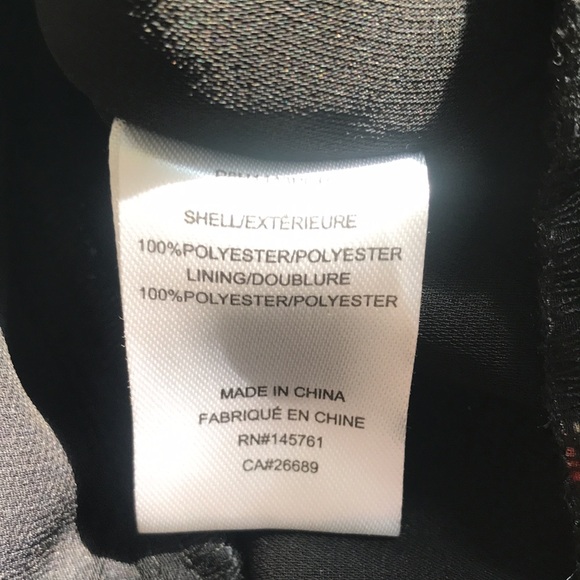 SHELL/EXTÉRIEURE
100%POLYESTER/POLYESTER
LINING/DOUBLURE
100%POLYESTER/POLYESTER
MADE IN CHINA
FABRIQUÉ EN CHINE
RN#145761
CA#26689